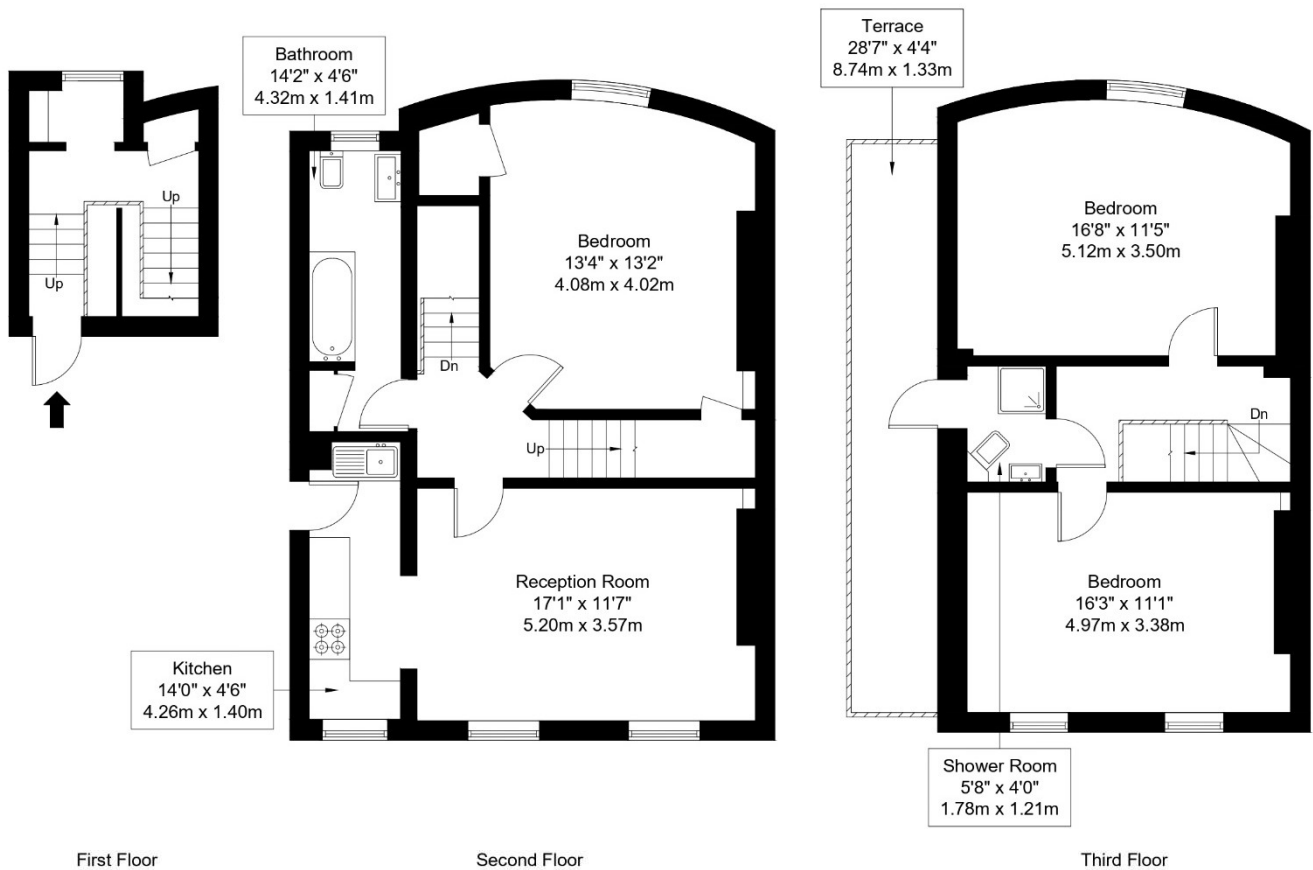 Up
Up
First Floor
Bathroom
14'2" x 4'6"
4.32m x 1.41m
Bedroom
13'4" x 13'2"
4.08m x 4.02m
Dn
Up
Reception Room
17'1" x 11'7"
5.20m x 3.57m
Kitchen
14'0" x 4'6"
4.26m x 1.40m
Second Floor
Terrace
28'7" x 4'4"
8.74m x 1.33m
Bedroom
16'8" x 11'5"
5.12m x 3.50m
Dn
Bedroom
16'3" x 11'1"
4.97m x 3.38m
Shower Room
5'8" x 4'0"
1.78m x 1.21m
Third Floor